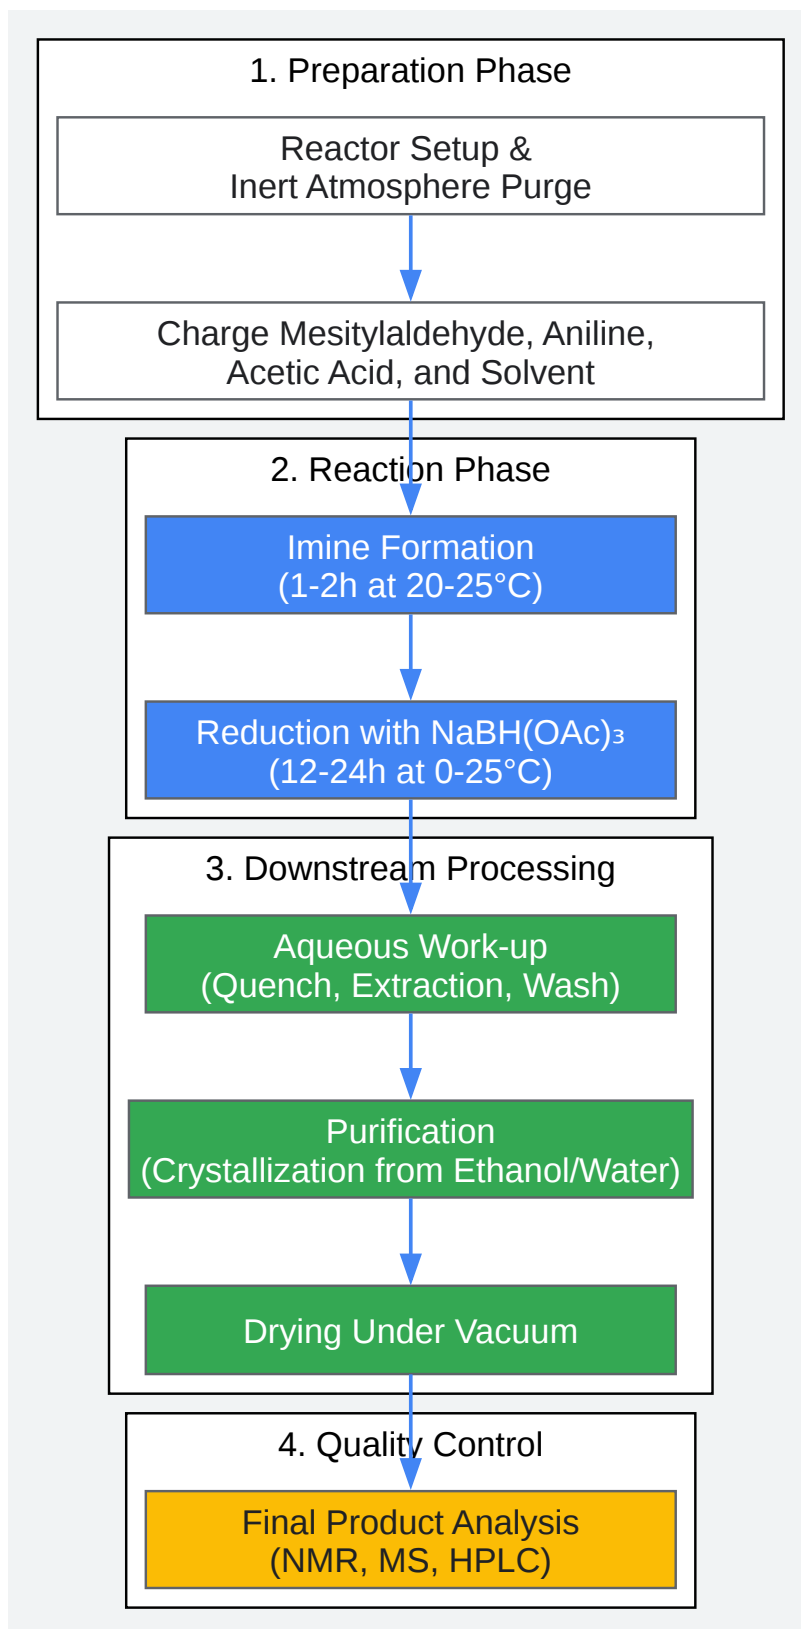 1. Preparation Phase
Reactor Setup &
Inert Atmosphere Purge
Charge Mesitylaldehyde, Aniline,
Acetic Acid, and Solvent
2. Reaction Phase
Imine Formation
(1-2h at 20-25°C)
Reduction with NaBH(OAc)₃
(12-24h at 0-25°C)
3. Downstream Processing
Aqueous Work-up
(Quench, Extraction, Wash)
Purification
(Crystallization from Ethanol/Water)
Drying Under Vacuum
4. Quality Control
Final Product Analysis
(NMR, MS, HPLC)